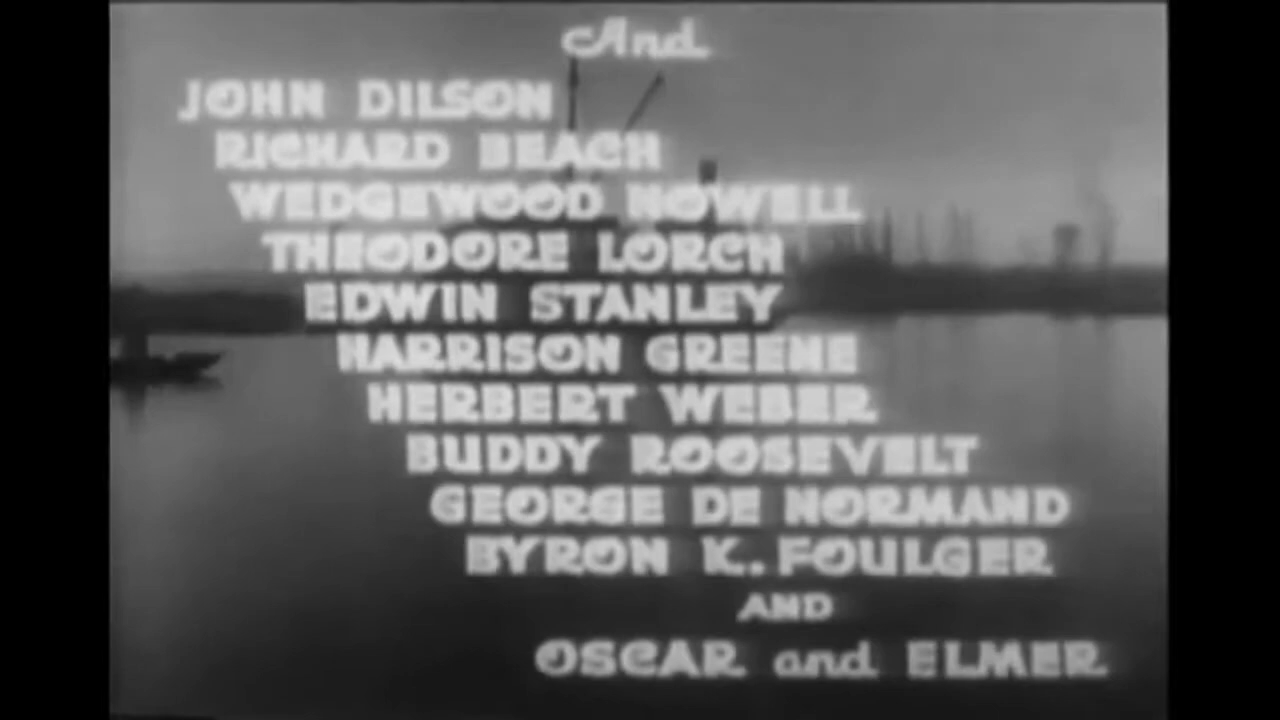 And
JOHN DILSON
RICHARD BEACH
WEDGEWOOD NOWELL
THEODORE LORCH
EDWIN STANLEY
HARRISON GREENE
HERBERT WEBER
BUDDY ROOSEVELT
GEORGE DE NORMAND
BYRON K. FOULGER
AND
OSCAR and ELMER